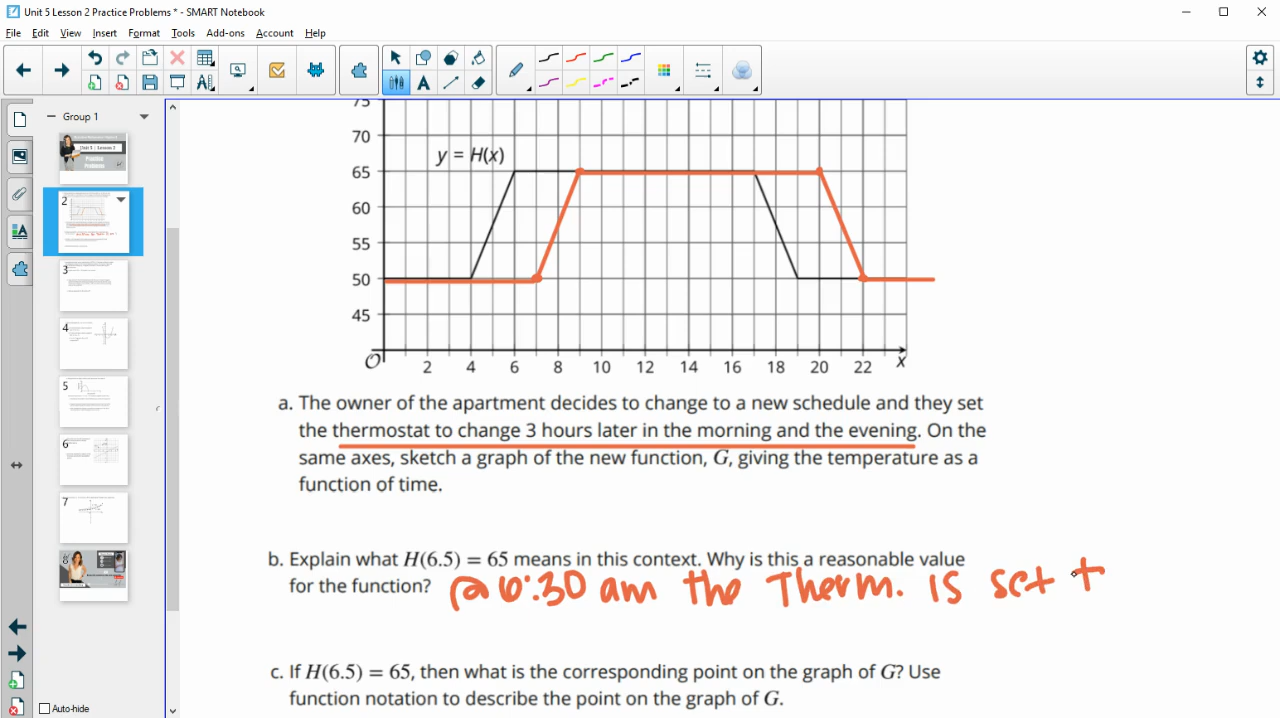 Unit 5 Lesson 2 Practice Problems * - SMART Notebook
File Edit View Insert Format Tools Add-ons Account Help
Group 1
2
3
4
5
6
7
8
Auto-hide
75
70
65
60
55
50
45
y = H(x)
O 2 4 6 8 10 12 14 16 18 20 22 x
a. The owner of the apartment decides to change to a new schedule and they set
the thermostat to change 3 hours later in the morning and the evening. On the
same axes, sketch a graph of the new function, G, giving the temperature as a
function of time.
b. Explain what H(6.5) = 65 means in this context. Why is this a reasonable value
for the function? @ 6:30 am the Therm. is set t
c. If H(6.5) = 65, then what is the corresponding point on the graph of G? Use
function notation to describe the point on the graph of G.